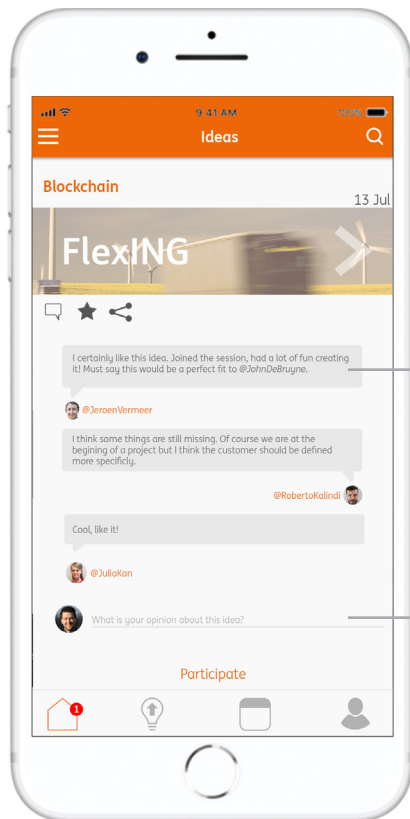 9:41 AM
100%
Ideas
Blockchain
13 Jul
FlexING
I certainly like this idea. Joined the session, had a lot of fun creating
it! Must say this would be a perfect fit to @JohnDeBruyne.
@JeroenVermeer
I think some things are still missing. Of course we are at the
begining of a project but I think the customer should be defined
more specificly.
@RobertoKalindi
Cool, like it!
@JuliaKan
What is your opinion about this idea?
Participate
1